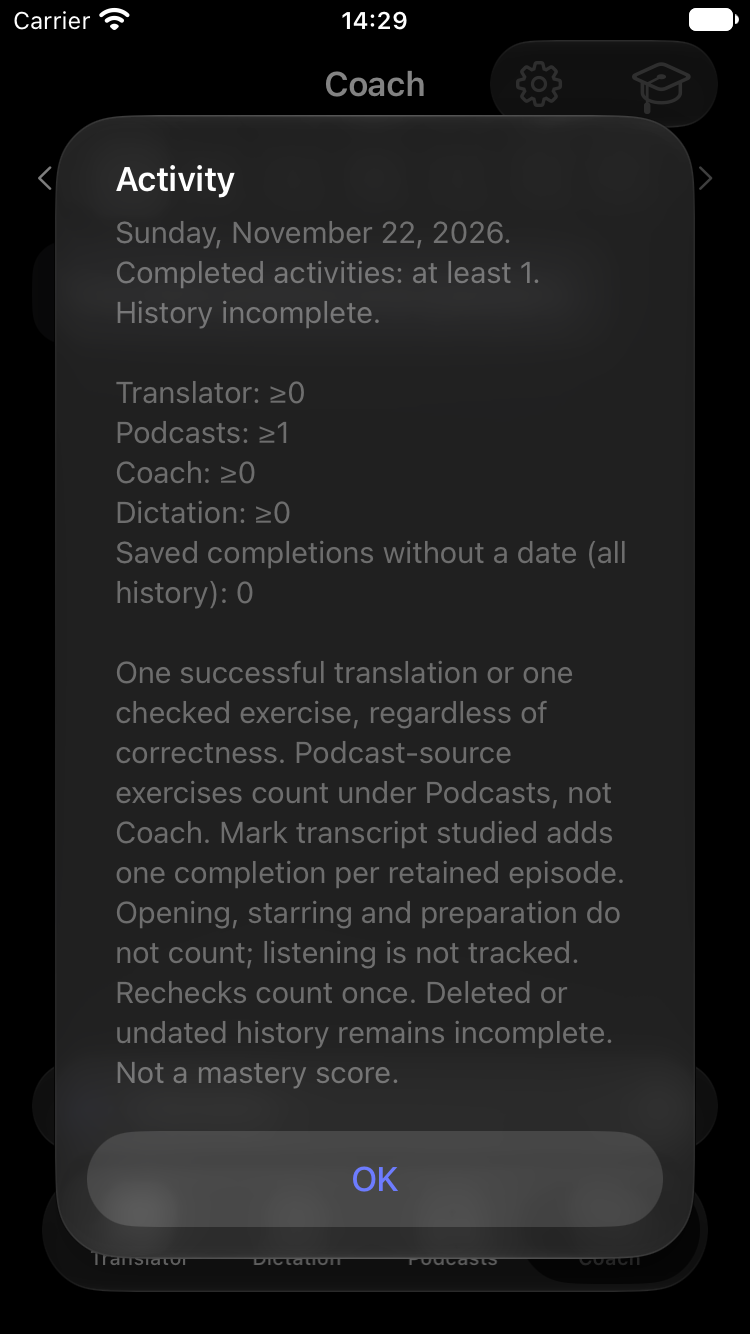 Carrier
14:29
Coach
Activity
Sunday, November 22, 2026.
Completed activities: at least 1.
History incomplete.
Translator: ≥0
Podcasts: ≥1
Coach: ≥0
Dictation: ≥0
Saved completions without a date (all
history): 0
One successful translation or one
checked exercise, regardless of
correctness. Podcast-source
exercises count under Podcasts, not
Coach. Mark transcript studied adds
one completion per retained episode.
Opening, starring and preparation do
not count; listening is not tracked.
Rechecks count once. Deleted or
undated history remains incomplete.
Not a mastery score.
OK
Translator
Dictation
Podcasts
Coach